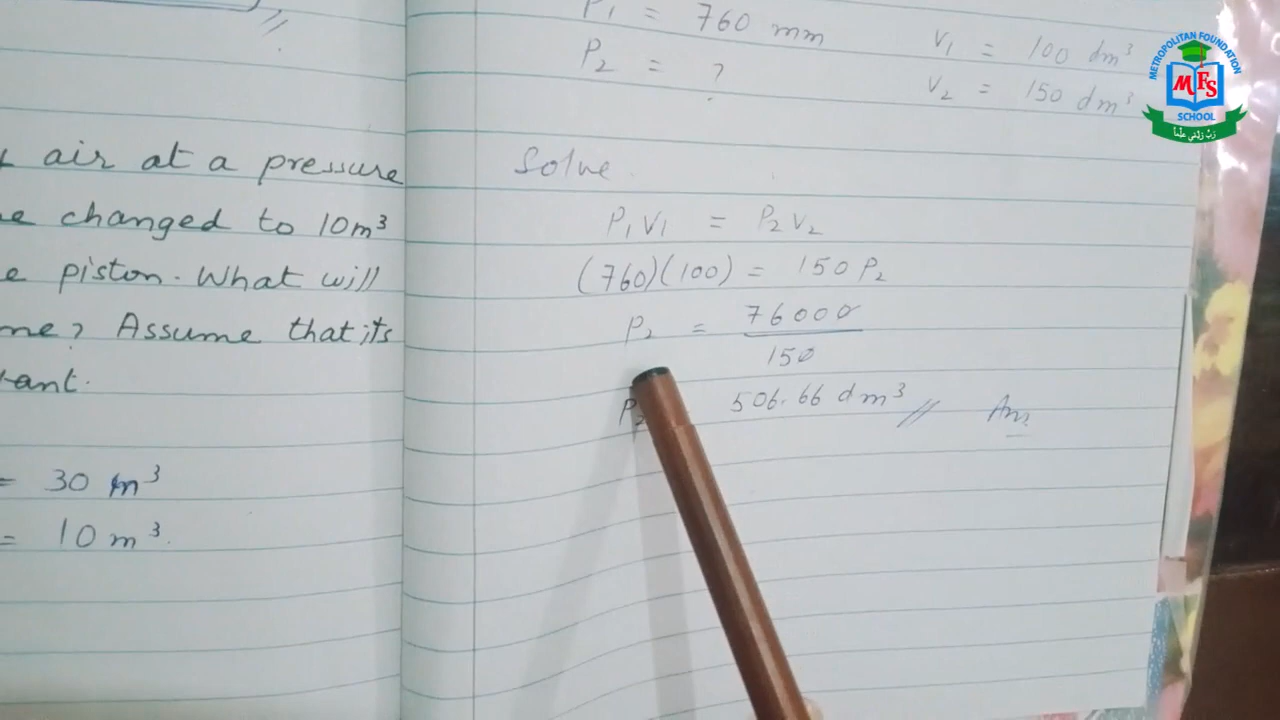 air at a pressure
changed to 10m³
piston. What will
Assume that its
= 30 m³
= 10 m³.
P₁ = 760 mm
V₁ = 100 dm³
P₂ = ?
V₂ = 150 dm³
Solve.
P₁V₁ = P₂V₂
(760)(100) = 150 P₂
P₂ = 76000
150
P₂ 506.66 dm³ // Ans
METROPOLITAN FOUNDATION
MFS
SCHOOL
رَبِّ زِدْنِي عِلْمًا